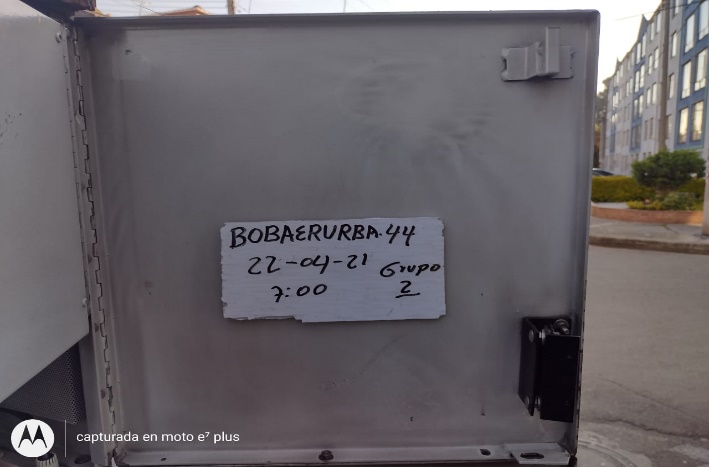 BOBAERURBA.44
22-04-21 Grupo
7:00 2
capturada en moto e⁷ plus